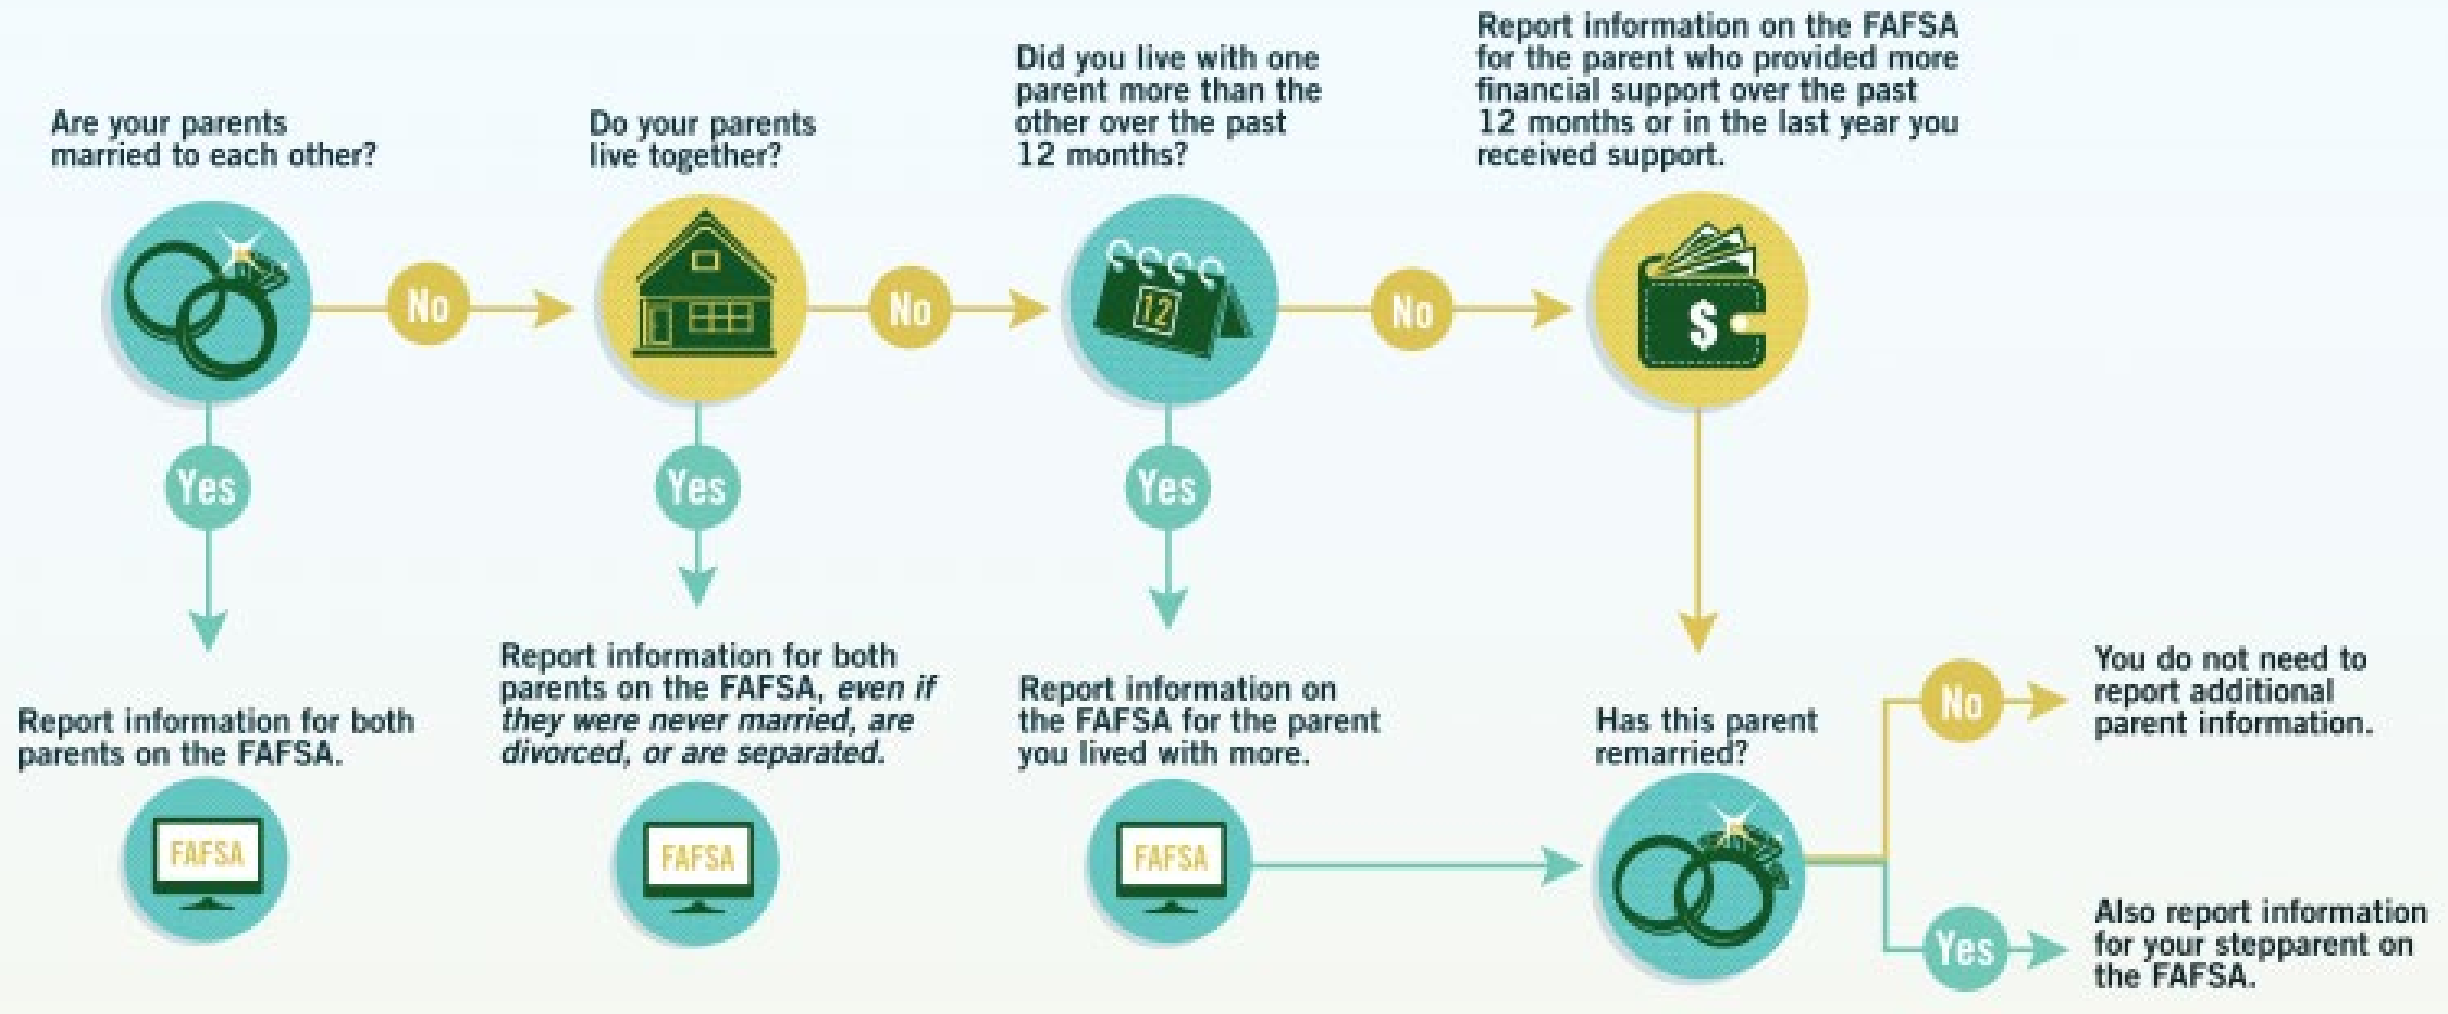 Are your parents
married to each other?
No
Yes
Report information for both
parents on the FAFSA.
FAFSA
Do your parents
live together?
No
Yes
Report information for both
parents on the FAFSA, even if
they were never married, are
divorced, or are separated.
FAFSA
Did you live with one
parent more than the
other over the past
12 months?
12
No
Yes
Report information on
the FAFSA for the parent
you lived with more.
FAFSA
Report information on the FAFSA
for the parent who provided more
financial support over the past
12 months or in the last year you
received support.
$
Has this parent
remarried?
No
You do not need to
report additional
parent information.
Yes
Also report information
for your stepparent on
the FAFSA.